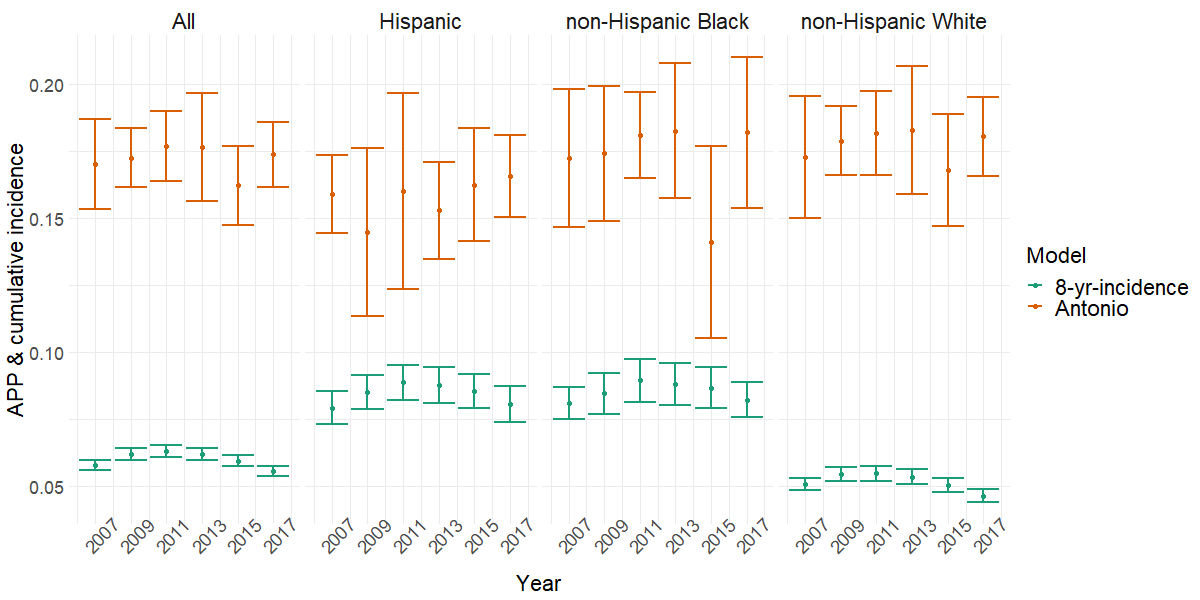 All Hispanic non-Hispanic Black non-Hispanic White
APP & cumulative incidence
0.20
0.15
0.10
0.05
2007 2009 2011 2013 2015 2017 2007 2009 2011 2013 2015 2017 2007 2009 2011 2013 2015 2017 2007 2009 2011 2013 2015 2017
Year
Model
8-yr-incidence
Antonio